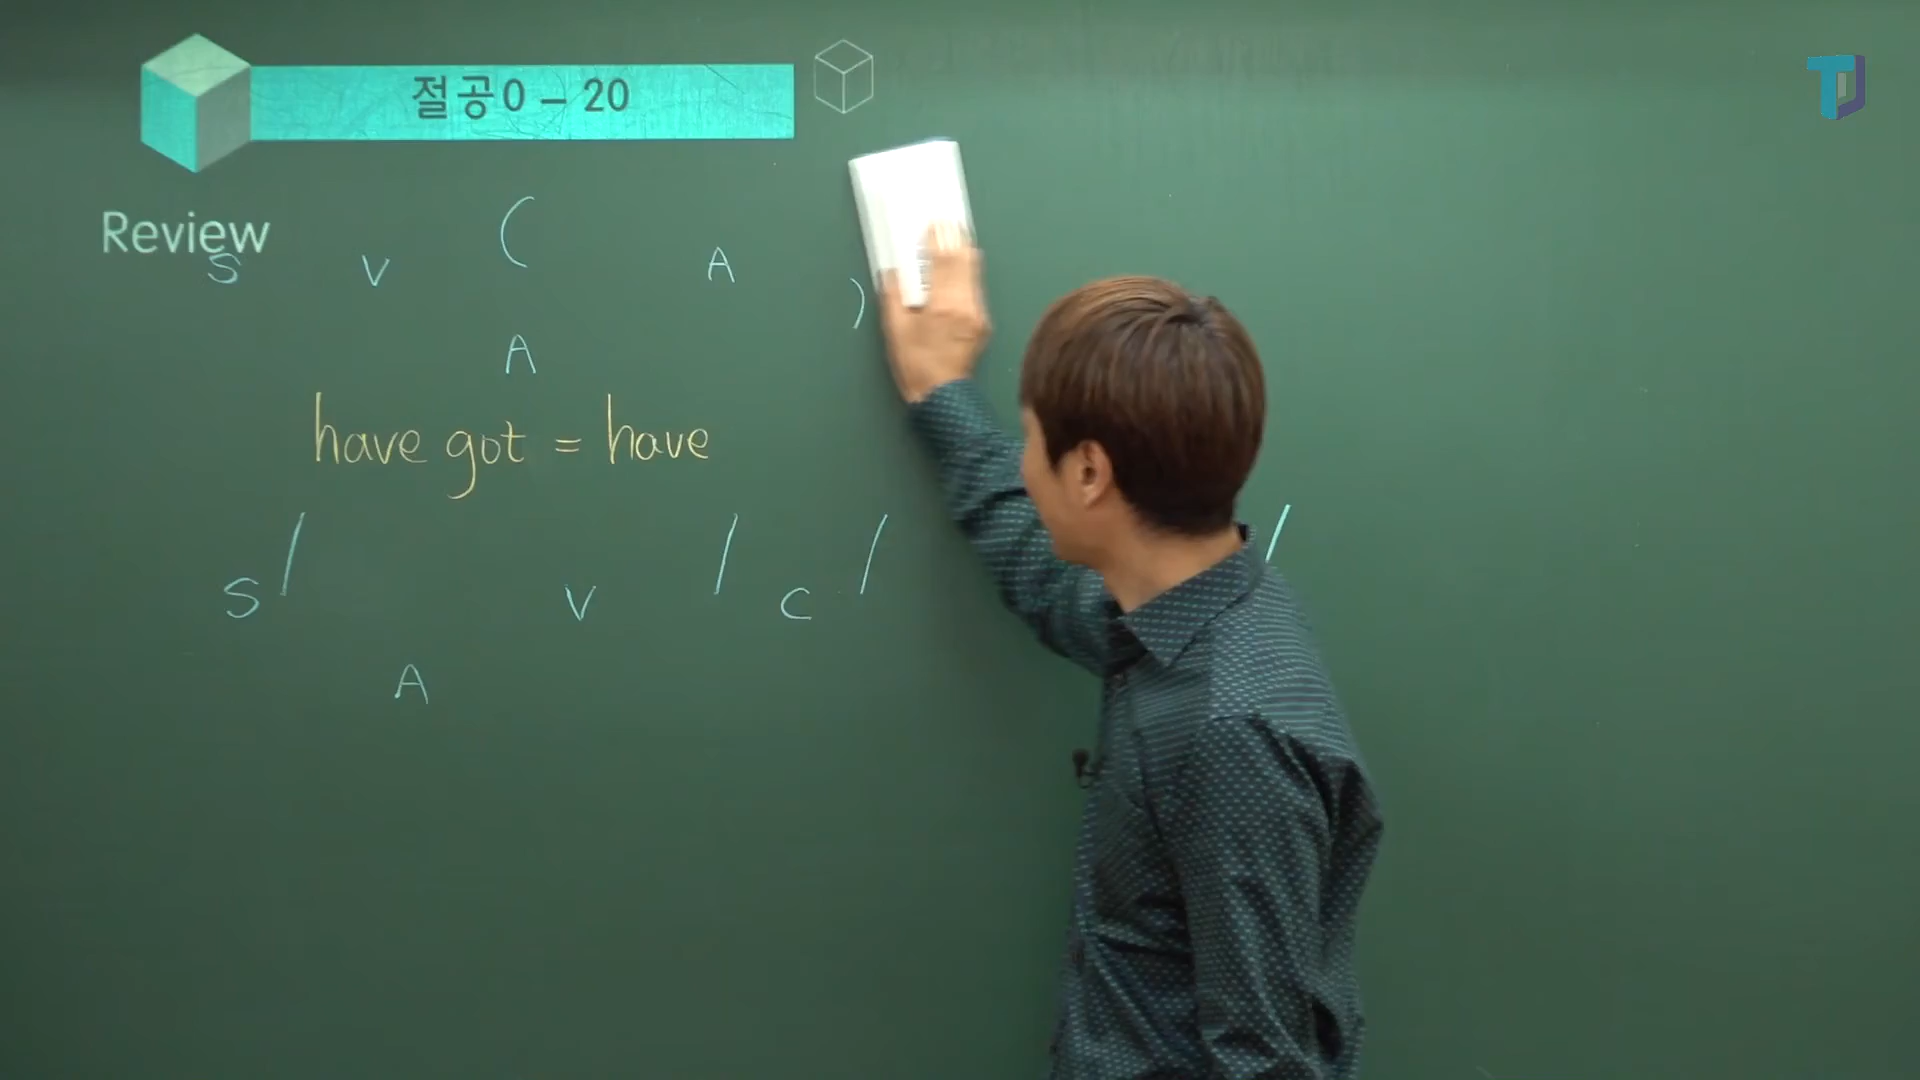 절공0 – 20
Review
S V ( A )
A
have got = have
S / V / C / /
A